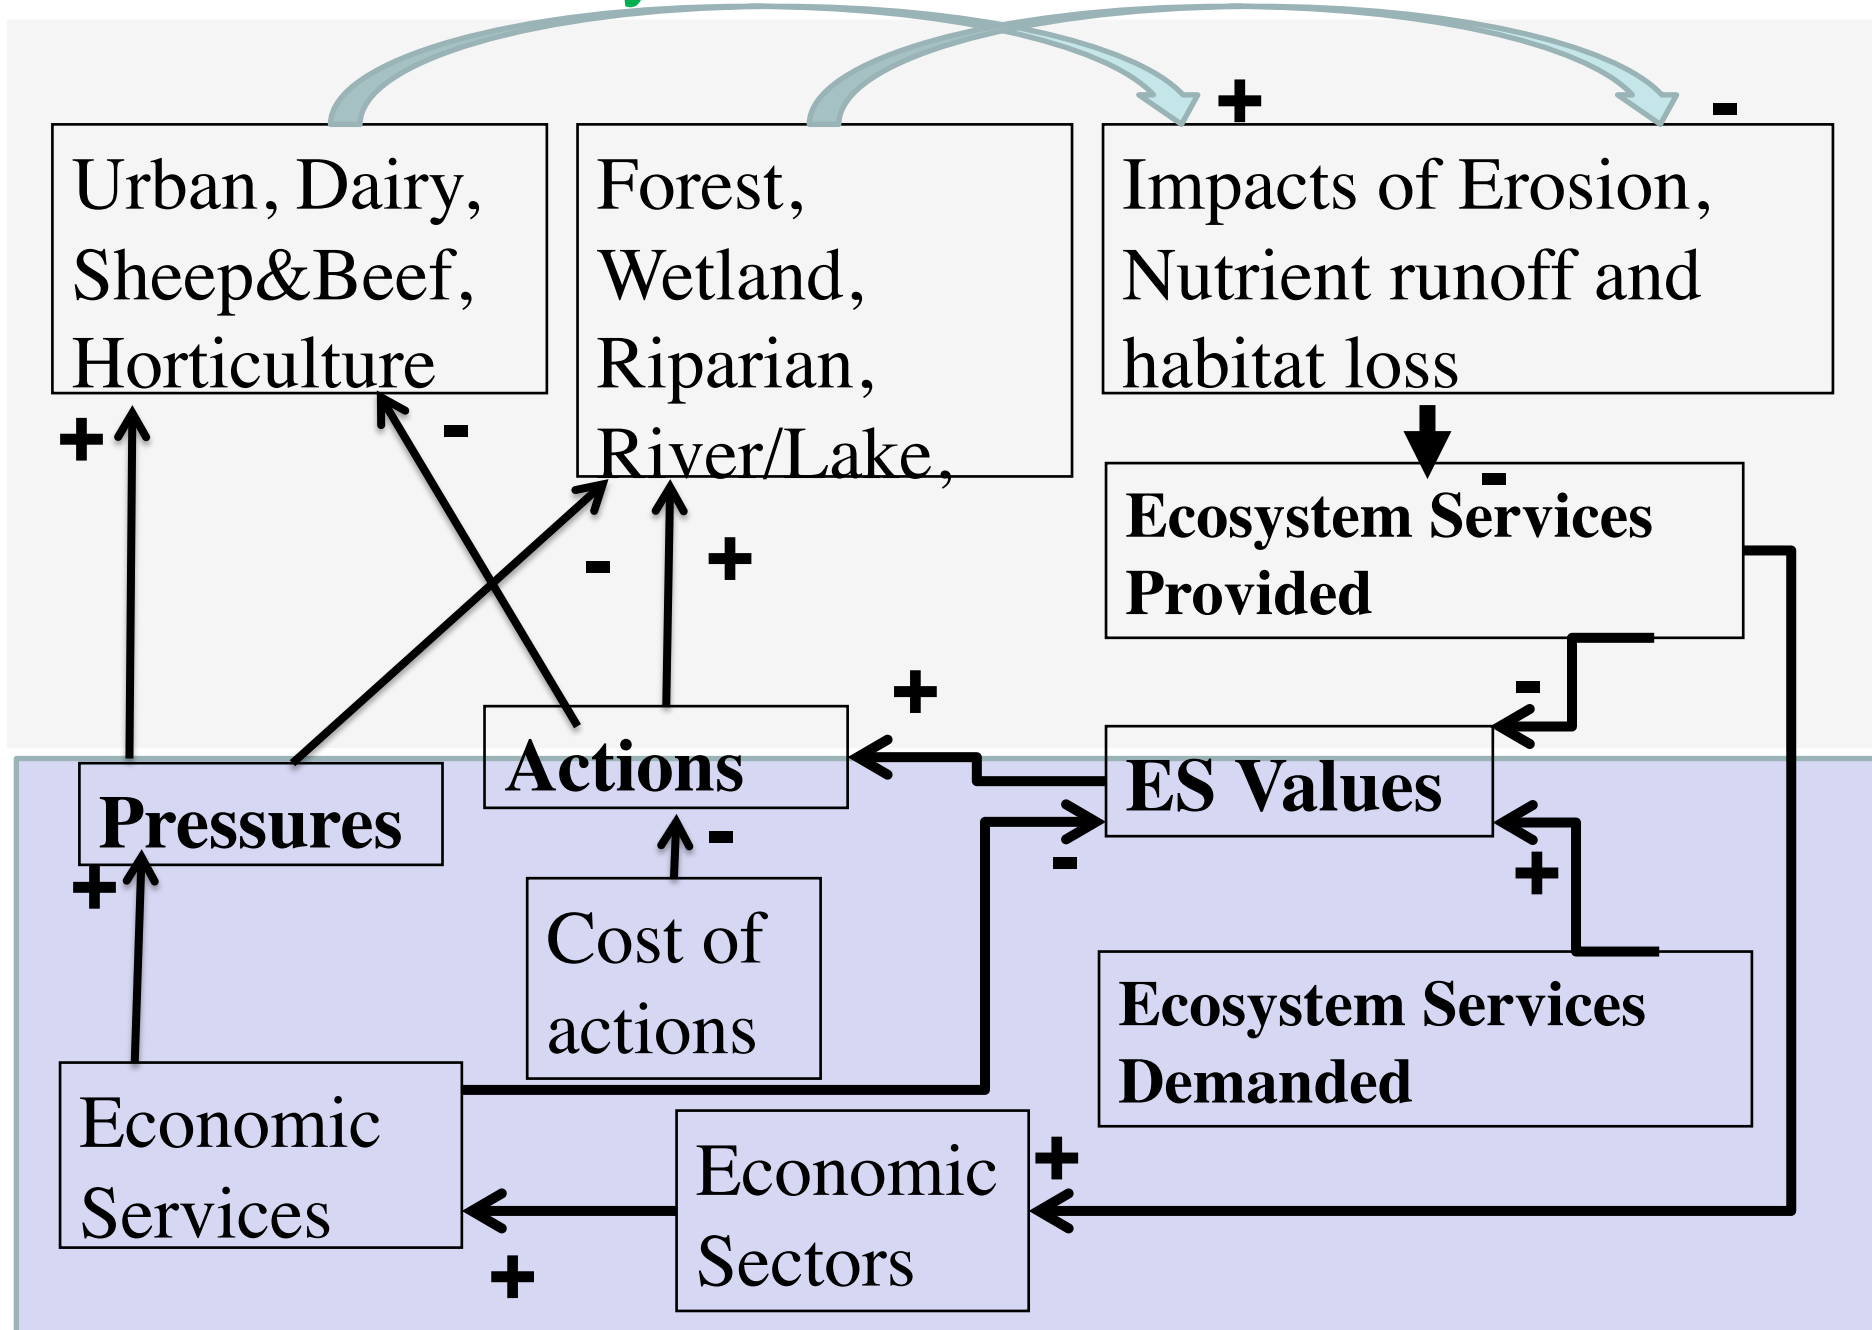 Urban, Dairy,
Sheep&Beef,
Horticulture
Forest,
Wetland,
Riparian,
River/Lake,
Impacts of Erosion,
Nutrient runoff and
habitat loss
+
-
+
-
-
+
-
Ecosystem Services
Provided
+
-
Actions
ES Values
Pressures
+
-
-
+
Cost of
actions
Ecosystem Services
Demanded
Economic
Services
Economic
Sectors
+
+